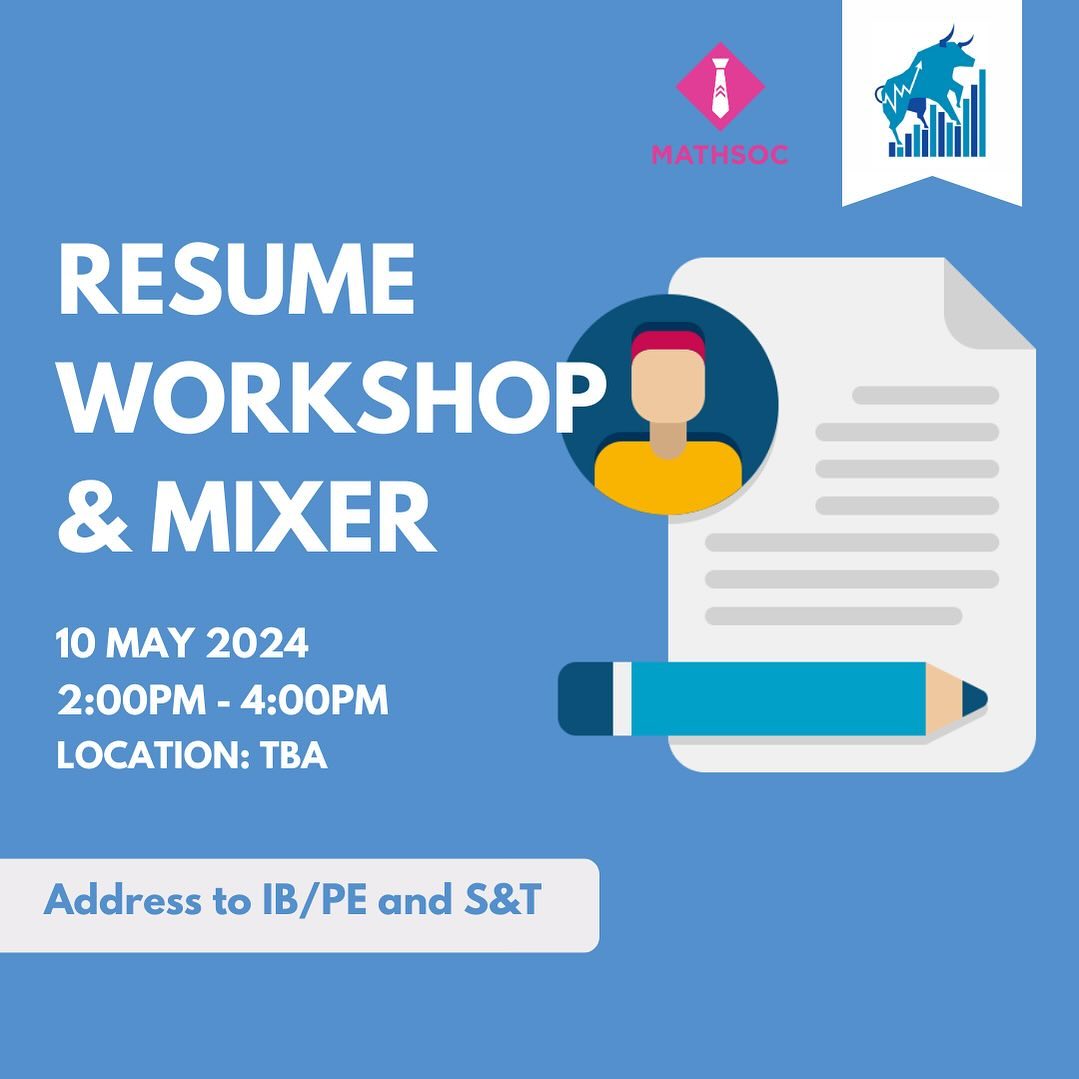 MATHSOC
RESUME
WORKSHOP
& MIXER
10 MAY 2024
2:00PM - 4:00PM
LOCATION: TBA
Address to IB/PE and S&T